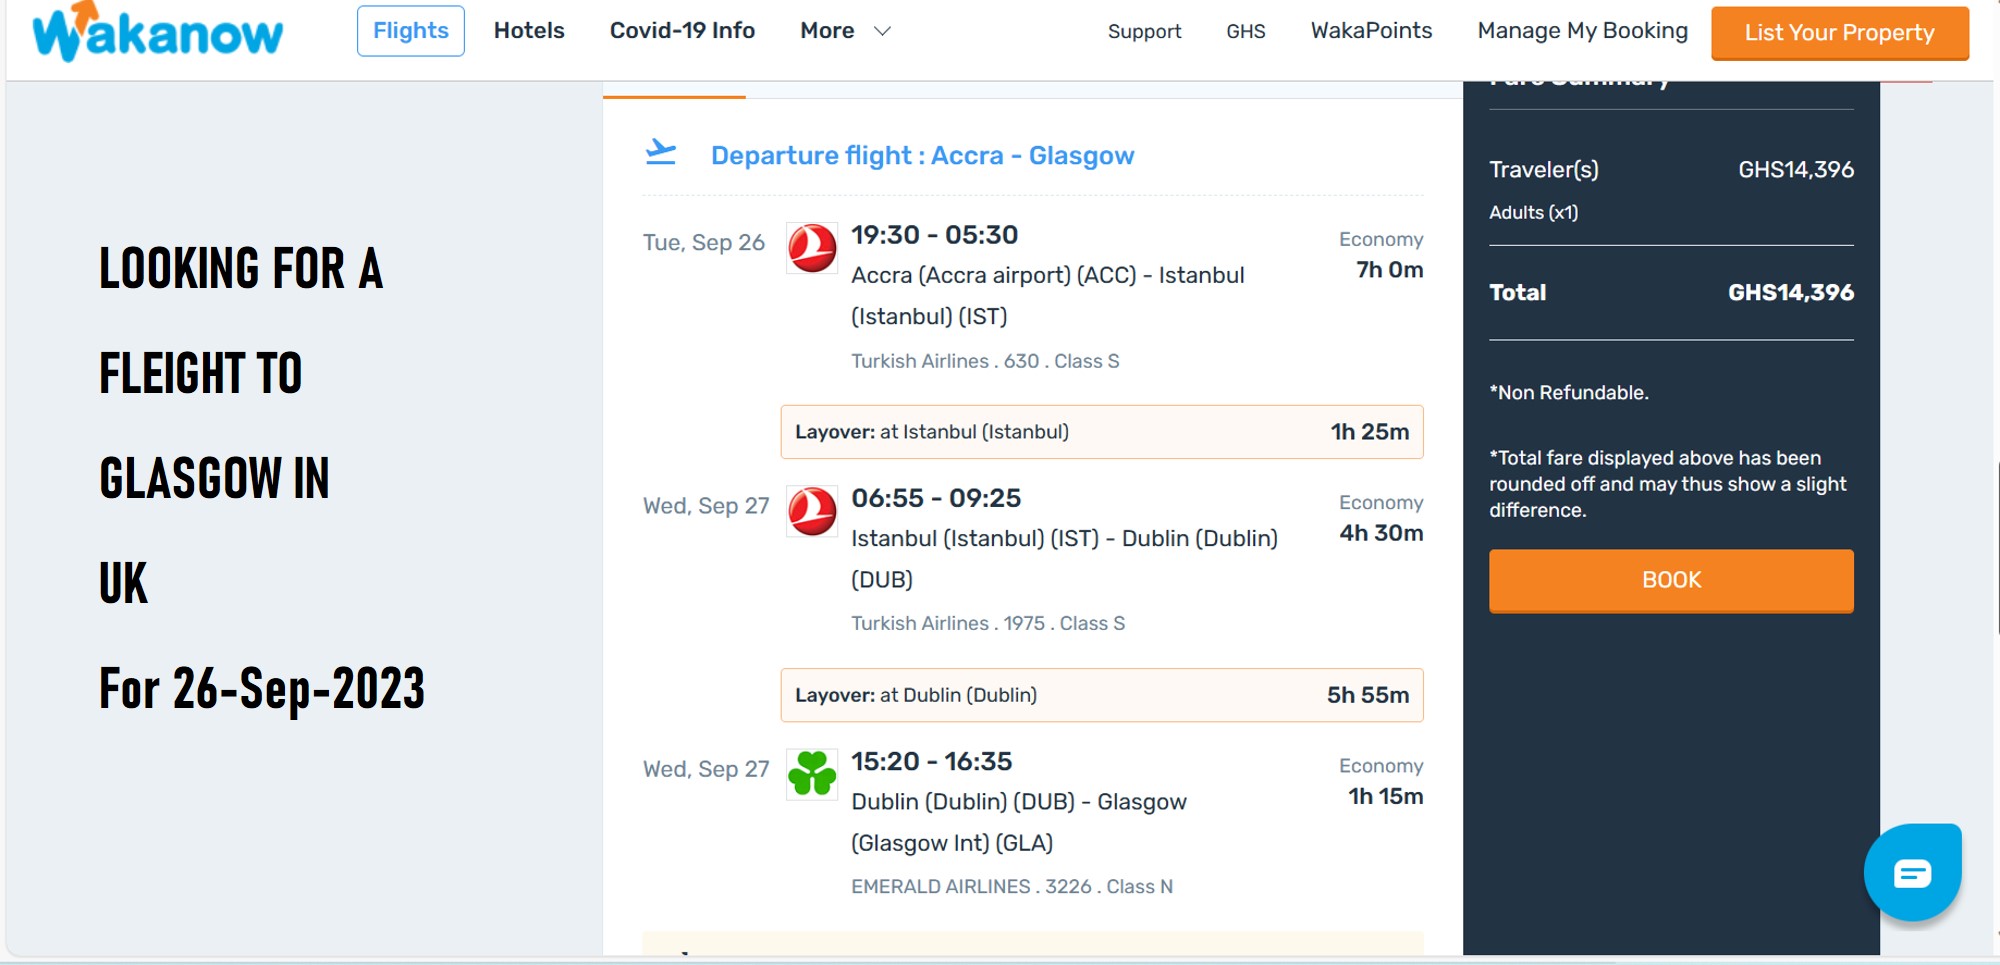 Wakanow
Flights
Hotels
Covid-19 Info
More
Support
GHS
WakaPoints
Manage My Booking
List Your Property
LOOKING FOR A
FLEIGHT TO
GLASGOW IN
UK
For 26-Sep-2023
Departure flight : Accra - Glasgow
Tue, Sep 26
19:30 - 05:30
Accra (Accra airport) (ACC) - Istanbul
(Istanbul) (IST)
Turkish Airlines . 630 . Class S
Economy
7h 0m
Layover: at Istanbul (Istanbul)
1h 25m
Wed, Sep 27
06:55 - 09:25
Istanbul (Istanbul) (IST) - Dublin (Dublin)
(DUB)
Turkish Airlines . 1975 . Class S
Economy
4h 30m
Layover: at Dublin (Dublin)
5h 55m
Wed, Sep 27
15:20 - 16:35
Dublin (Dublin) (DUB) - Glasgow
(Glasgow Int) (GLA)
EMERALD AIRLINES . 3226 . Class N
Economy
1h 15m
Fare Summary
Traveler(s)
GHS14,396
Adults (x1)
Total
GHS14,396
*Non Refundable.
*Total fare displayed above has been
rounded off and may thus show a slight
difference.
BOOK